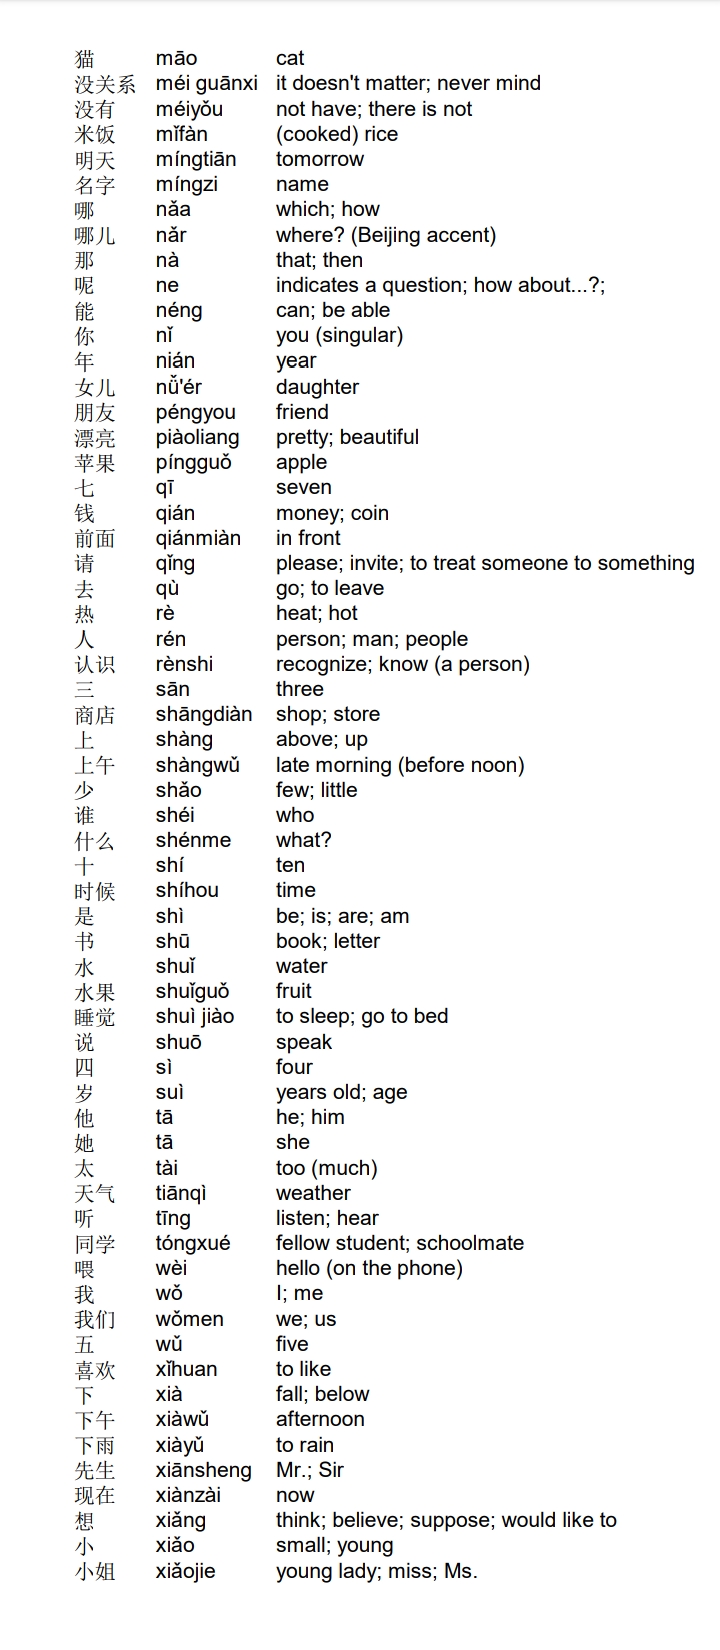 猫 māo cat
没关系 méi guānxi it doesn't matter; never mind
没有 méiyǒu not have; there is not
米饭 mǐfàn (cooked) rice
明天 míngtiān tomorrow
名字 míngzi name
哪 nǎa which; how
哪儿 nǎr where? (Beijing accent)
那 nà that; then
呢 ne indicates a question; how about...?;
能 néng can; be able
你 nǐ you (singular)
年 nián year
女儿 nǚ'ér daughter
朋友 péngyou friend
漂亮 piàoliang pretty; beautiful
苹果 píngguǒ apple
七 qī seven
钱 qián money; coin
前面 qiánmiàn in front
请 qǐng please; invite; to treat someone to something
去 qù go; to leave
热 rè heat; hot
人 rén person; man; people
认识 rènshi recognize; know (a person)
三 sān three
商店 shāngdiàn shop; store
上 shàng above; up
上午 shàngwǔ late morning (before noon)
少 shǎo few; little
谁 shéi who
什么 shénme what?
十 shí ten
时候 shíhou time
是 shì be; is; are; am
书 shū book; letter
水 shuǐ water
水果 shuǐguǒ fruit
睡觉 shuì jiào to sleep; go to bed
说 shuō speak
四 sì four
岁 suì years old; age
他 tā he; him
她 tā she
太 tài too (much)
天气 tiānqì weather
听 tīng listen; hear
同学 tóngxué fellow student; schoolmate
喂 wèi hello (on the phone)
我 wǒ I; me
我们 wǒmen we; us
五 wǔ five
喜欢 xǐhuan to like
下 xià fall; below
下午 xiàwǔ afternoon
下雨 xiàyǔ to rain
先生 xiānsheng Mr.; Sir
现在 xiànzài now
想 xiǎng think; believe; suppose; would like to
小 xiǎo small; young
小姐 xiǎojie young lady; miss; Ms.